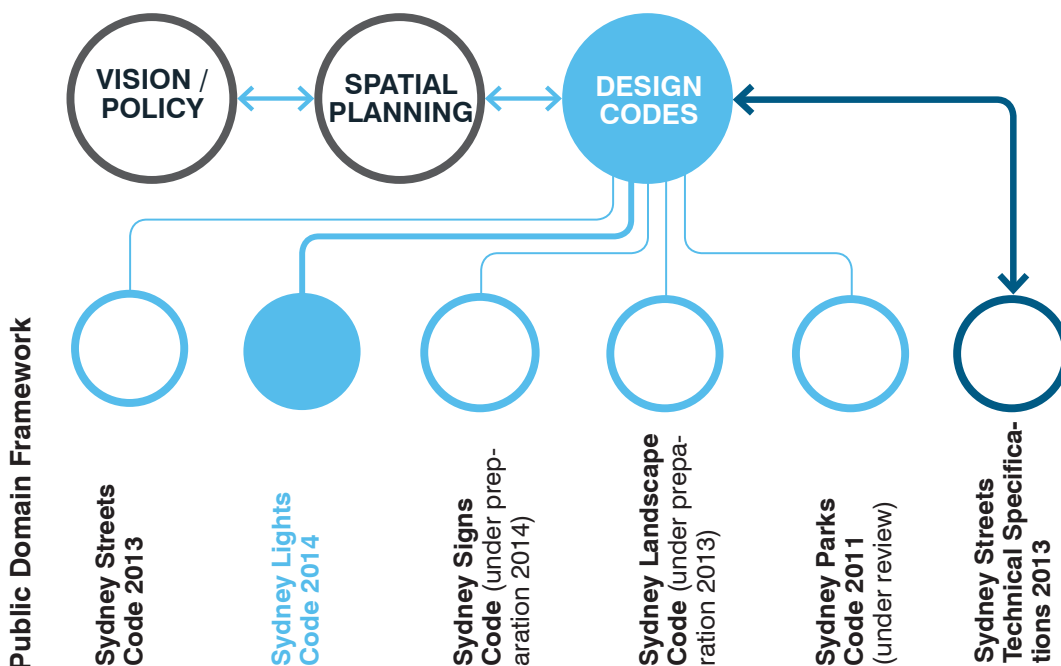 VISION /
POLICY
SPATIAL
PLANNING
DESIGN
CODES
Public Domain Framework
Sydney Streets
Code 2013
Sydney Lights
Code 2014
Sydney Signs
Code (under prep-
aration 2014)
Sydney Landscape
Code (under prepa-
ration 2013)
Sydney Parks
Code 2011
(under review)
Sydney Streets
Technical Specifica-
tions 2013